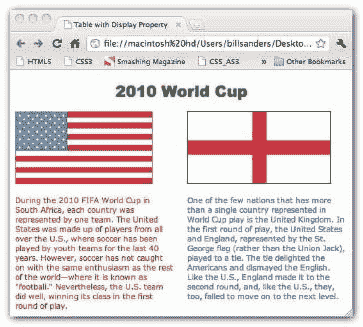 Table with Display Property
file://macintosh%20hd/Users/billsanders/Deskto...
HTML5
CSS3
Smashing Magazine
CSS_AS3
»
Other Bookmarks
2010 World Cup
During the 2010 FIFA World Cup in
South Africa, each country was
represented by one team. The United
States was made up of players from all
over the U.S., where soccer has been
played by youth teams for the last 40
years. However, soccer has not caught
on with the same enthusiasm as the rest
of the world—where it is known as
"football." Nevertheless, the U.S. team
did well, winning its class in the first
round of play.
One of the few nations that has more
than a single country represented in
World Cup play is the United Kingdom. In
the first round of play, the United States
and England, represented by the St.
George flag (rather than the Union Jack),
played to a tie. The tie delighted the
Americans and dismayed the English.
Like the U.S., England made it to the
second round, and, like the U.S., they,
too, failed to move on to the next level.